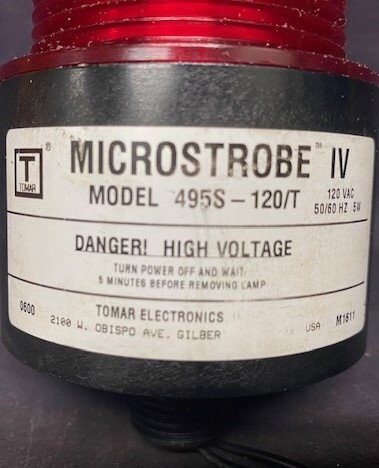 T
TOMAR
®
MICROSTROBE™ IV
MODEL 495S-120/T
120 VAC
50/60 HZ 5W
DANGER! HIGH VOLTAGE
TURN POWER OFF AND WAIT
5 MINUTES BEFORE REMOVING LAMP
0600
TOMAR ELECTRONICS
2100 W. OBISPO AVE. GILBER
USA
M1611